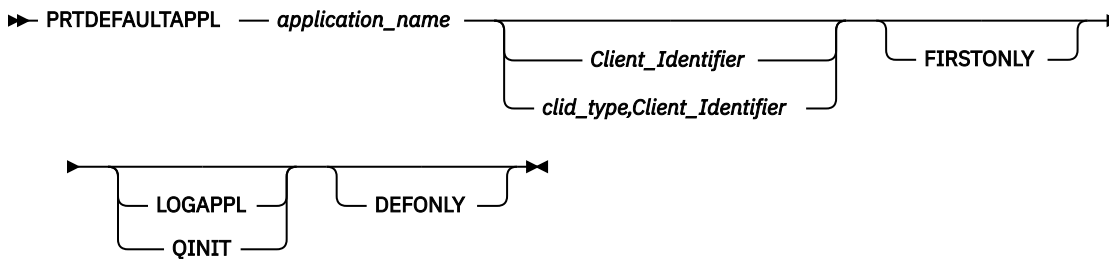 PRTDEFAULTAPPL application_name
Client_Identifier FIRSTONLY
clid_type,Client_Identifier
LOGAPPL DEFONLY
QINIT